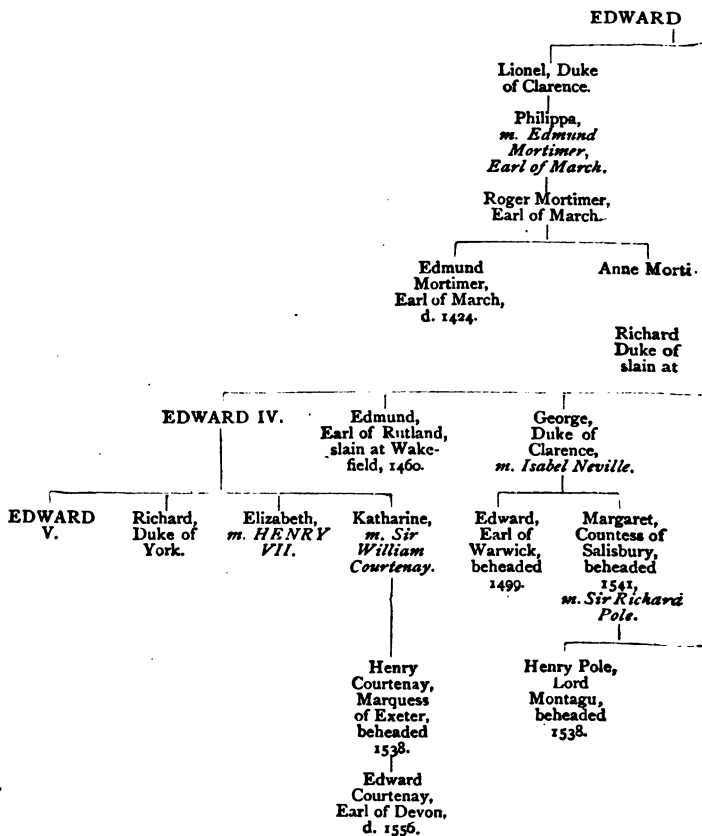 EDWARD
Lionel, Duke
of Clarence.
Philippa,
m. Edmund
Mortimer,
Earl of March.
Roger Mortimer,
Earl of March.
Edmund
Mortimer,
Earl of March,
d. 1424.
Anne Morti-
Richard
Duke of
slain at
EDWARD IV.
Edmund,
Earl of Rutland,
slain at Wake-
field, 1460.
George,
Duke of
Clarence,
m. Isabel Neville.
EDWARD
V.
Richard,
Duke of
York.
Elizabeth,
m. HENRY
VII.
Katharine,
m. Sir
William
Courtenay.
Edward,
Earl of
Warwick,
beheaded
1499.
Margaret,
Countess of
Salisbury,
beheaded
1541,
m. Sir Richard
Pole.
Henry
Courtenay,
Marquess
of Exeter,
beheaded
1538.
Henry Pole,
Lord
Montagu,
beheaded
1538.
Edward
Courtenay,
Earl of Devon,
d. 1556.